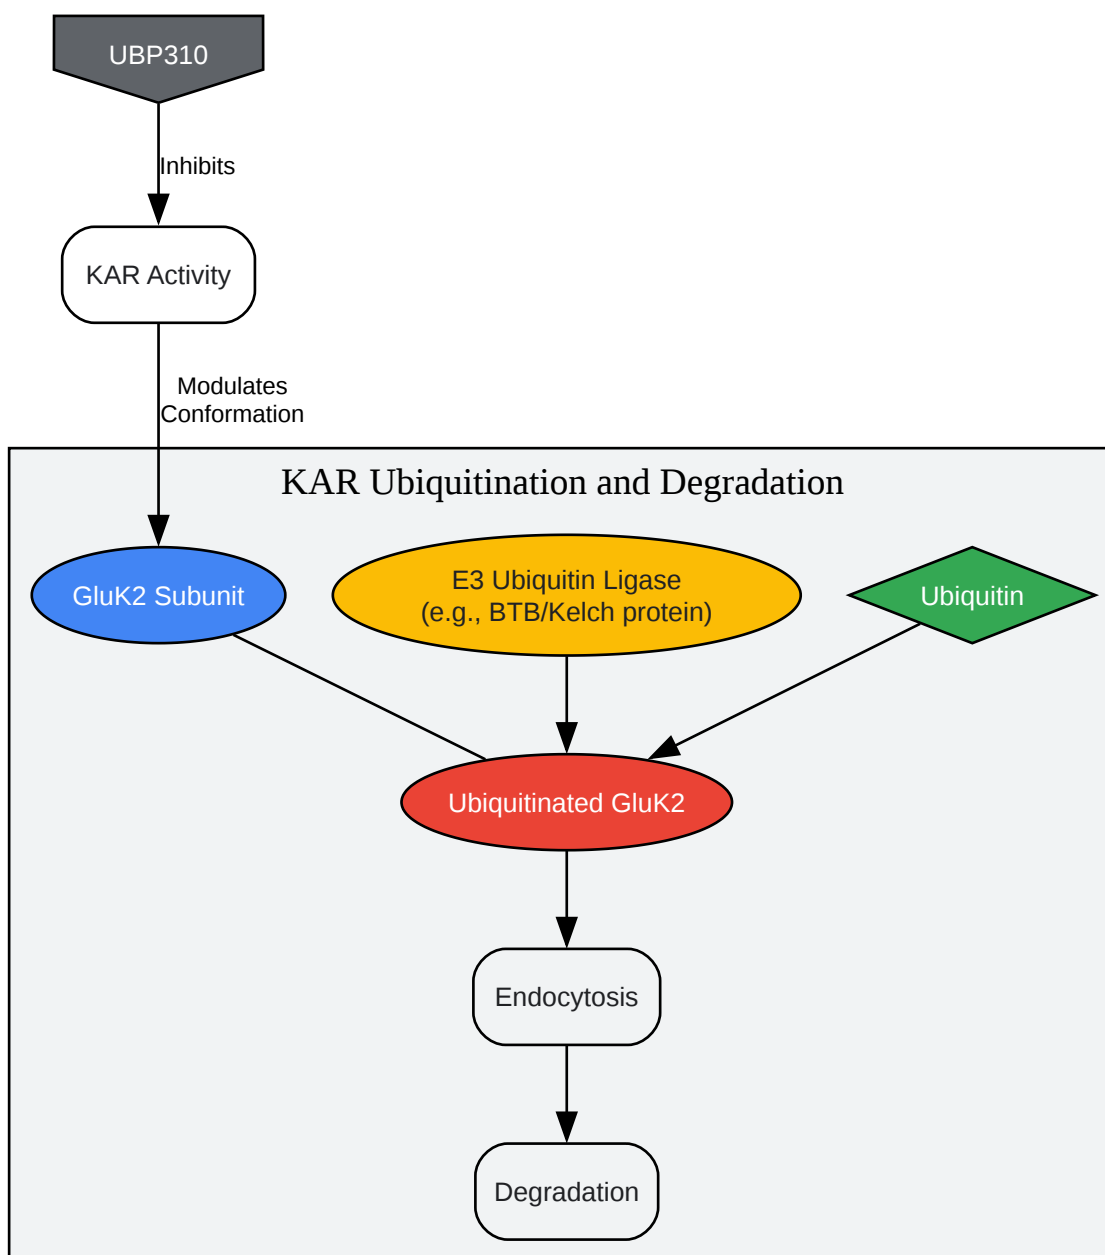 UBP310
Inhibits
KAR Activity
Modulates
Conformation
KAR Ubiquitination and Degradation
GluK2 Subunit
E3 Ubiquitin Ligase
(e.g., BTB/Kelch protein)
Ubiquitin
Ubiquitinated GluK2
Endocytosis
Degradation